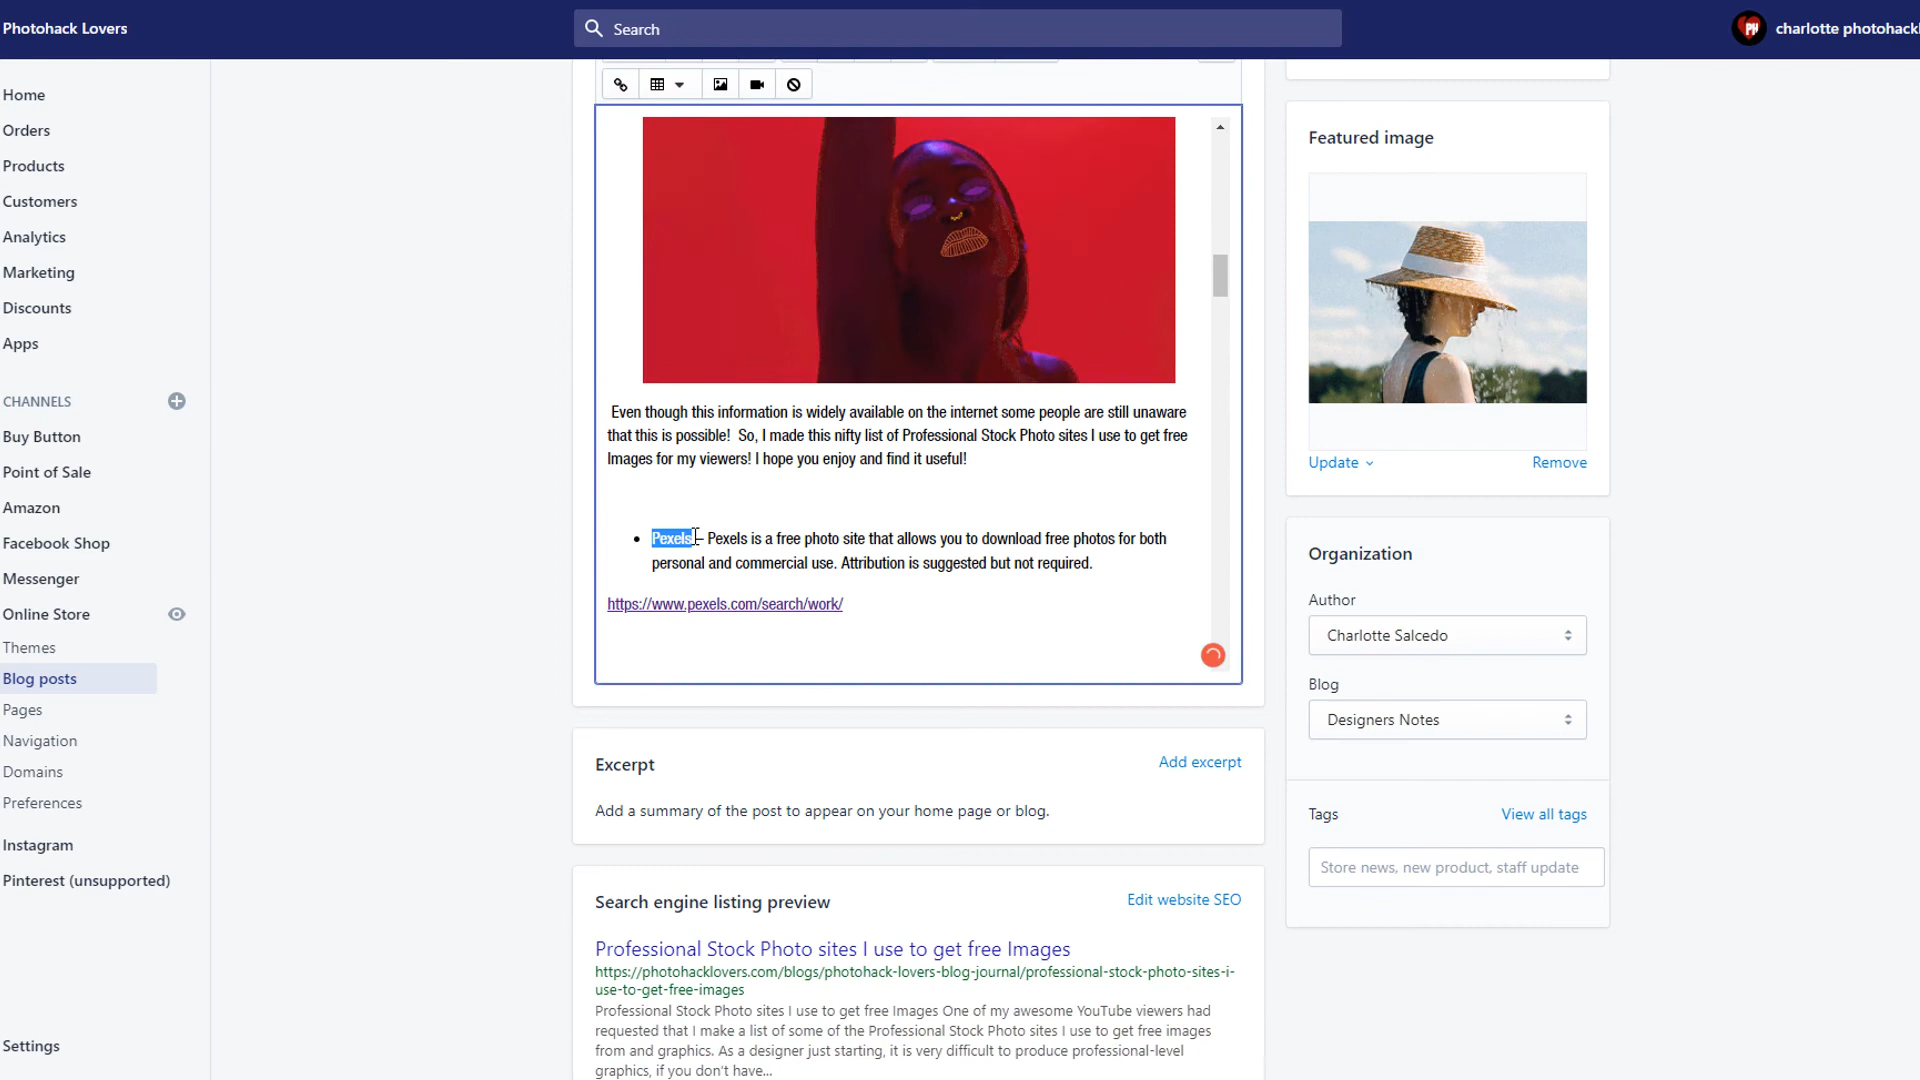 Photohack Lovers
Search
charlotte photohackl
Home
Orders
Products
Customers
Analytics
Marketing
Discounts
Apps
CHANNELS
Buy Button
Point of Sale
Amazon
Facebook Shop
Messenger
Online Store
Themes
Blog posts
Pages
Navigation
Domains
Preferences
Instagram
Pinterest (unsupported)
Settings
Even though this information is widely available on the internet some people are still unaware
that this is possible! So, I made this nifty list of Professional Stock Photo sites I use to get free
Images for my viewers! I hope you enjoy and find it useful!
• Pexels – Pexels is a free photo site that allows you to download free photos for both
personal and commercial use. Attribution is suggested but not required.
https://www.pexels.com/search/work/
Excerpt
Add excerpt
Add a summary of the post to appear on your home page or blog.
Search engine listing preview
Edit website SEO
Professional Stock Photo sites I use to get free Images
https://photohacklovers.com/blogs/photohack-lovers-blog-journal/professional-stock-photo-sites-i-
use-to-get-free-images
Professional Stock Photo sites I use to get free Images One of my awesome YouTube viewers had
requested that I make a list of some of the Professional Stock Photo sites I use to get free images
from and graphics. As a designer just starting, it is very difficult to produce professional-level
graphics, if you don't have...
Featured image
Update
Remove
Organization
Author
Charlotte Salcedo
Blog
Designers Notes
Tags
View all tags
Store news, new product, staff update